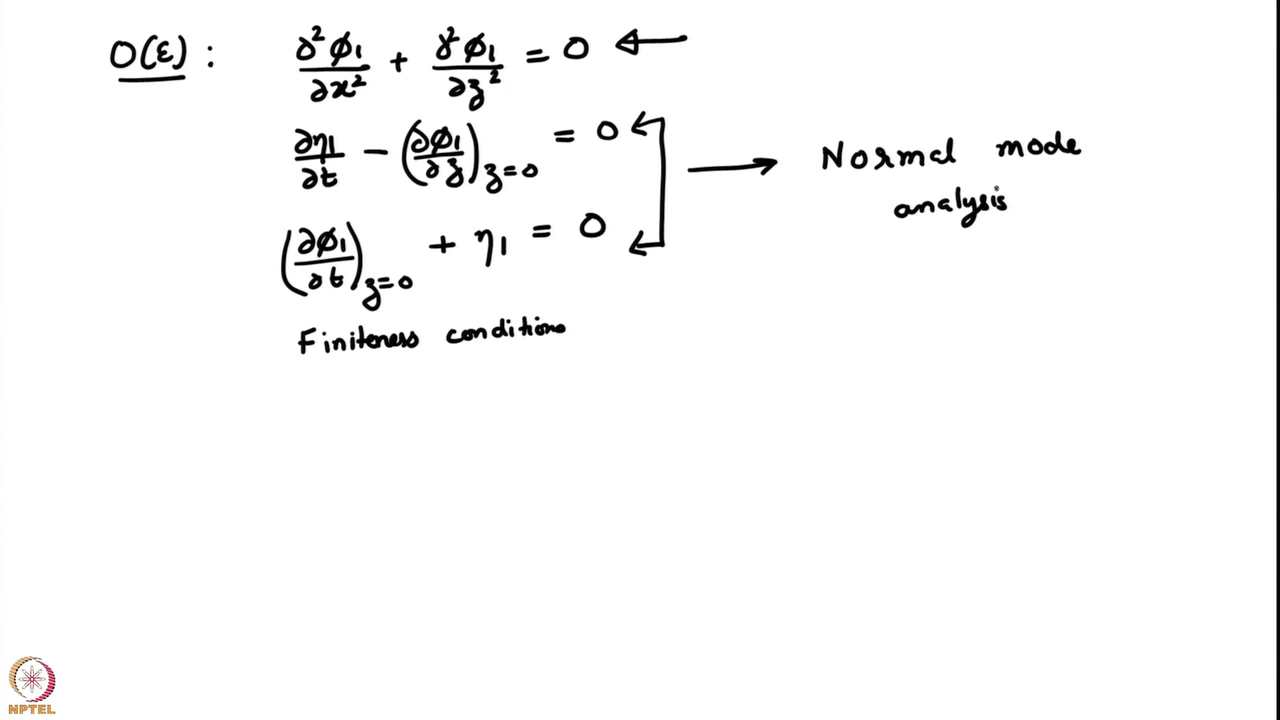 O(ε) : ∂²φ₁/∂x² + ∂²φ₁/∂z² = 0 ←
∂η₁/∂t − (∂φ₁/∂z)_{z=0} = 0
(∂φ₁/∂t)_{z=0} + η₁ = 0
→ Normal mode
analysis
Finiteness conditions
NPTEL